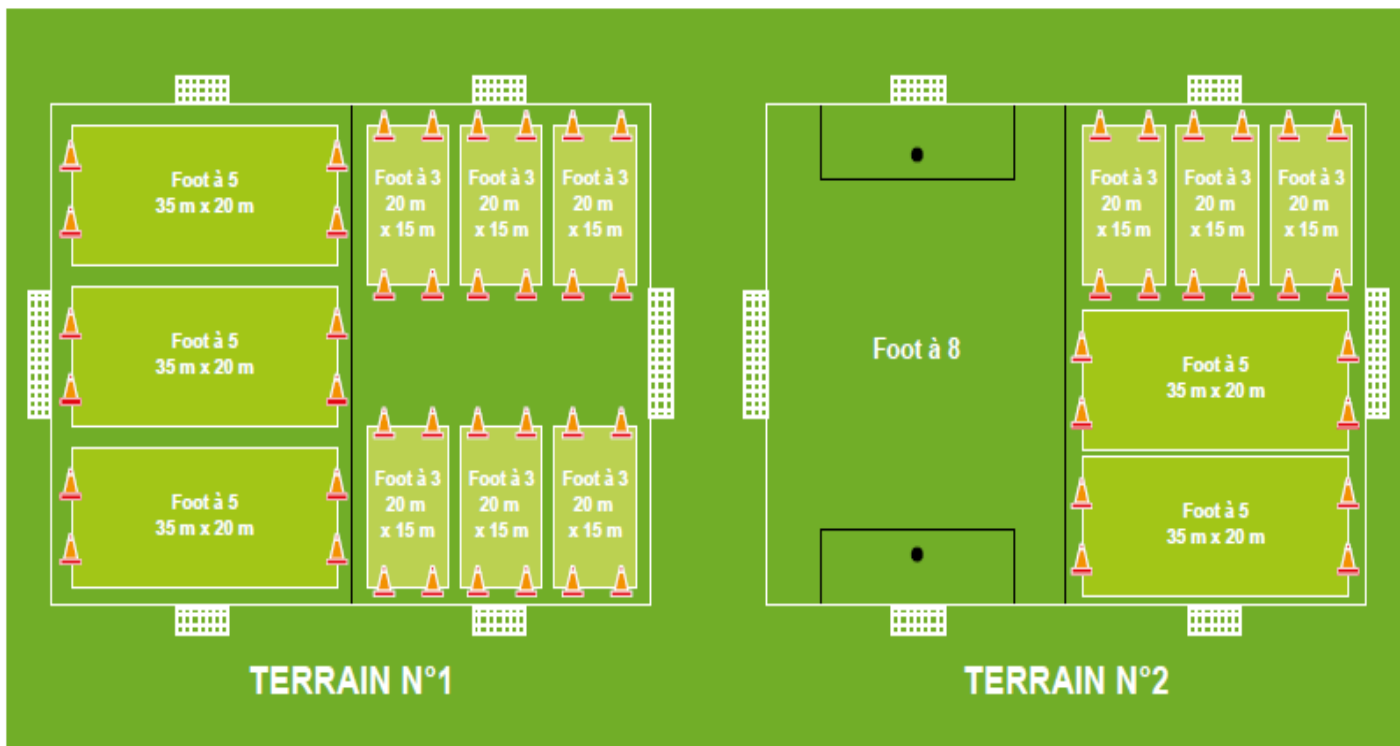 Foot à 5
35 m x 20 m
Foot à 3
20 m
x 15 m
Foot à 3
20 m
x 15 m
Foot à 3
20 m
x 15 m
Foot à 5
35 m x 20 m
Foot à 5
35 m x 20 m
Foot à 3
20 m
x 15 m
Foot à 3
20 m
x 15 m
Foot à 3
20 m
x 15 m
TERRAIN N°1
Foot à 8
Foot à 3
20 m
x 15 m
Foot à 3
20 m
x 15 m
Foot à 3
20 m
x 15 m
Foot à 5
35 m x 20 m
Foot à 5
35 m x 20 m
TERRAIN N°2